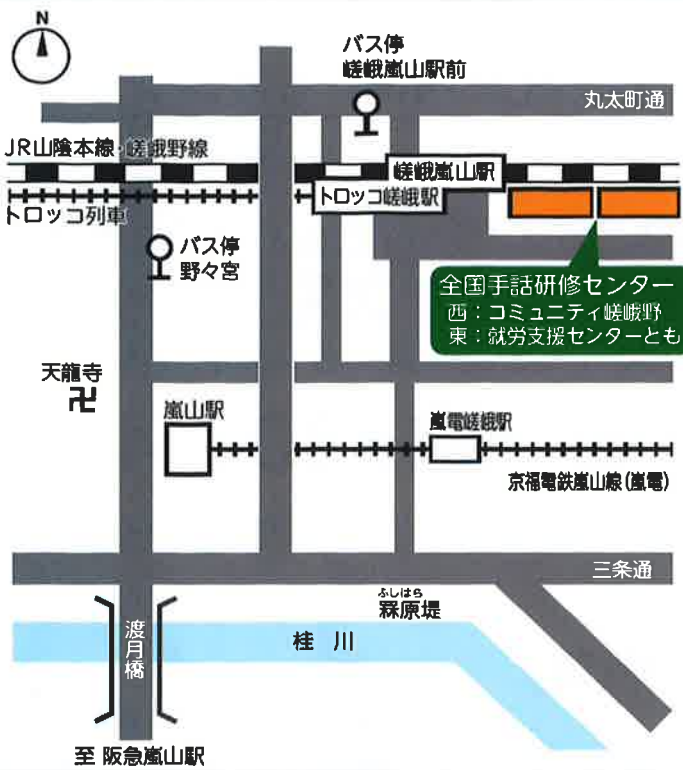 N
バス停
嵯峨嵐山駅前
丸太町通
JR山陰本線・嵯峨野線
嵯峨嵐山駅
トロッコ嵯峨駅
トロッコ列車
バス停
野々宮
全国手話研修センター
西：コミュニティ嵯峨野
東：就労支援センターとも
天龍寺
卍
嵐山駅
嵐電嵯峨駅
京福電鉄嵐山線（嵐電）
三条通
ふしはら
罧原堤
渡月橋
桂川
至 阪急嵐山駅